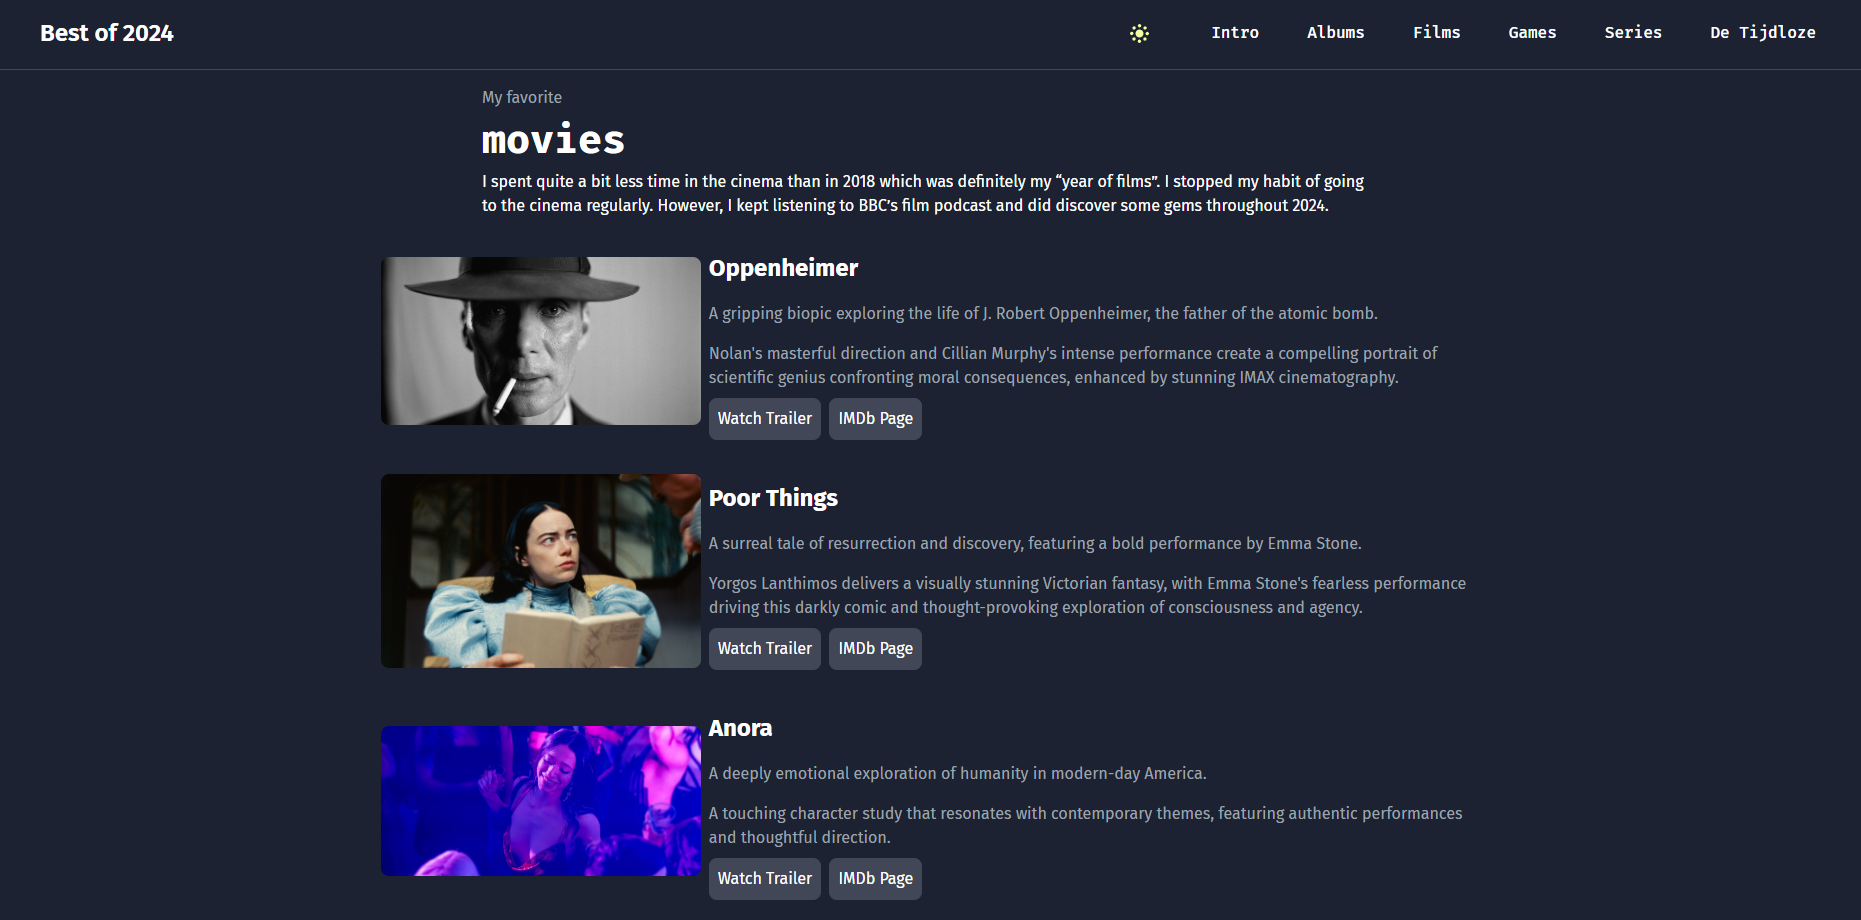 Best of 2024
Intro
Albums
Films
Games
Series
De Tijdloze
My favorite
movies
I spent quite a bit less time in the cinema than in 2018 which was definitely my “year of films”. I stopped my habit of going
to the cinema regularly. However, I kept listening to BBC’s film podcast and did discover some gems throughout 2024.
Oppenheimer
A gripping biopic exploring the life of J. Robert Oppenheimer, the father of the atomic bomb.
Nolan's masterful direction and Cillian Murphy's intense performance create a compelling portrait of
scientific genius confronting moral consequences, enhanced by stunning IMAX cinematography.
Watch Trailer
IMDb Page
Poor Things
A surreal tale of resurrection and discovery, featuring a bold performance by Emma Stone.
Yorgos Lanthimos delivers a visually stunning Victorian fantasy, with Emma Stone's fearless performance
driving this darkly comic and thought-provoking exploration of consciousness and agency.
Watch Trailer
IMDb Page
Anora
A deeply emotional exploration of humanity in modern-day America.
A touching character study that resonates with contemporary themes, featuring authentic performances
and thoughtful direction.
Watch Trailer
IMDb Page